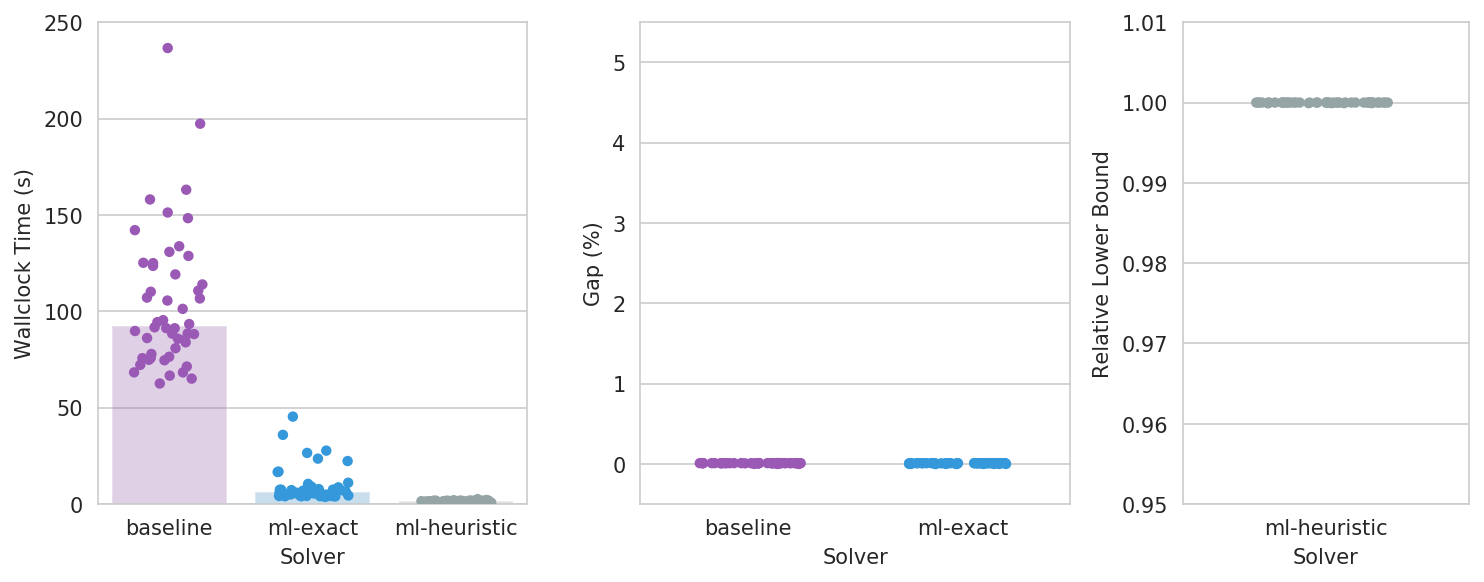 Wallclock Time (s)
250
200
150
100
50
0
baseline
ml-exact
ml-heuristic
Solver
Gap (%)
5
4
3
2
1
0
baseline
ml-exact
Solver
Relative Lower Bound
1.01
1.00
0.99
0.98
0.97
0.96
0.95
ml-heuristic
Solver